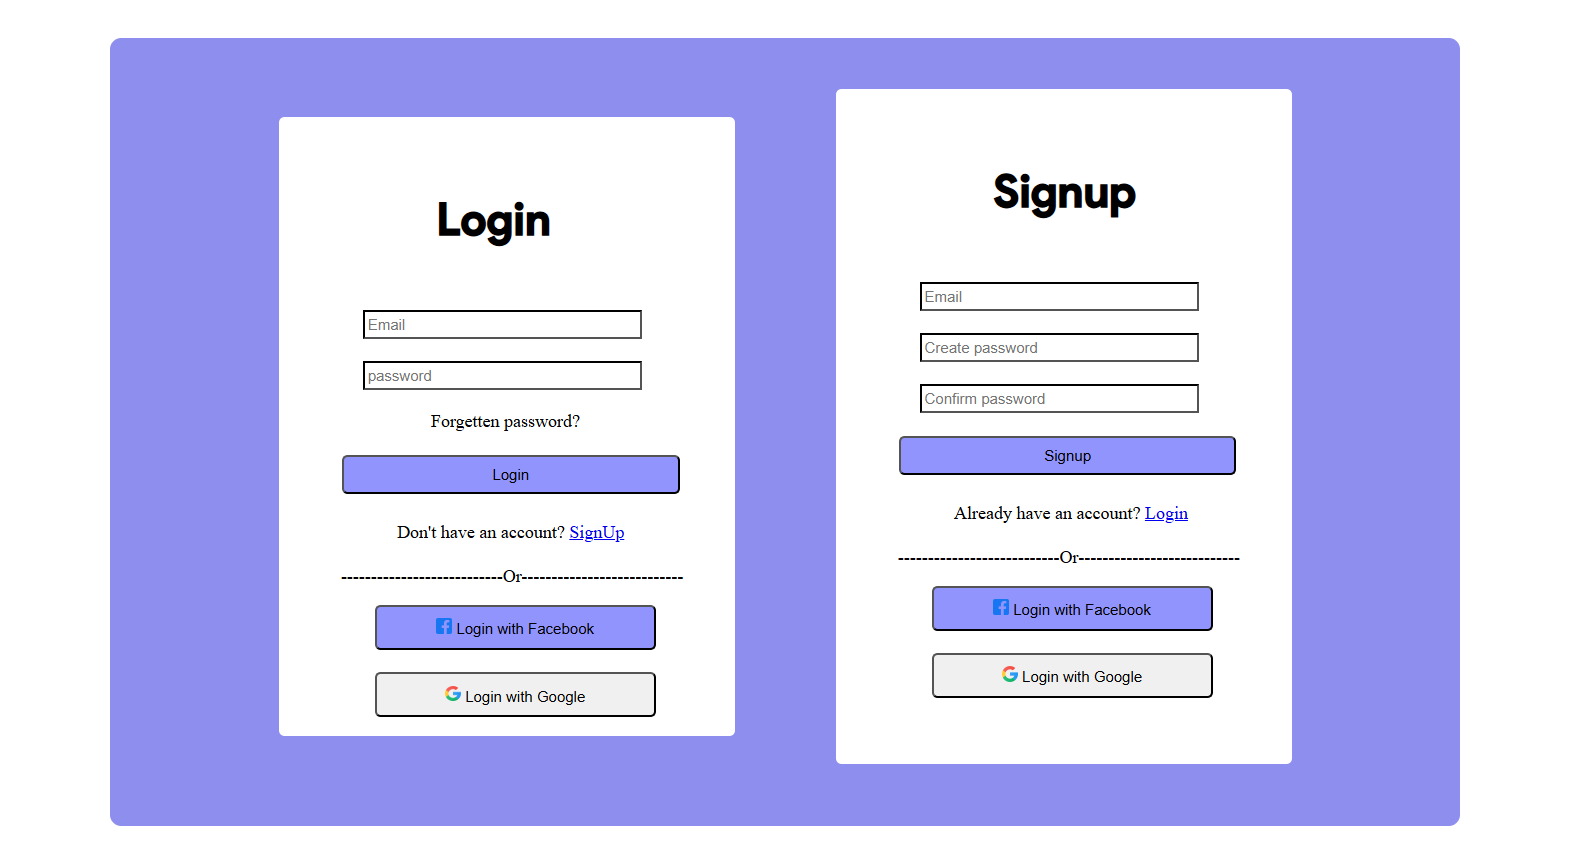 Login
Email
password
Forgetten password?
Login
Don't have an account? SignUp
---------------------------Or---------------------------
Login with Facebook
Login with Google
Signup
Email
Create password
Confirm password
Signup
Already have an account? Login
---------------------------Or---------------------------
Login with Facebook
Login with Google